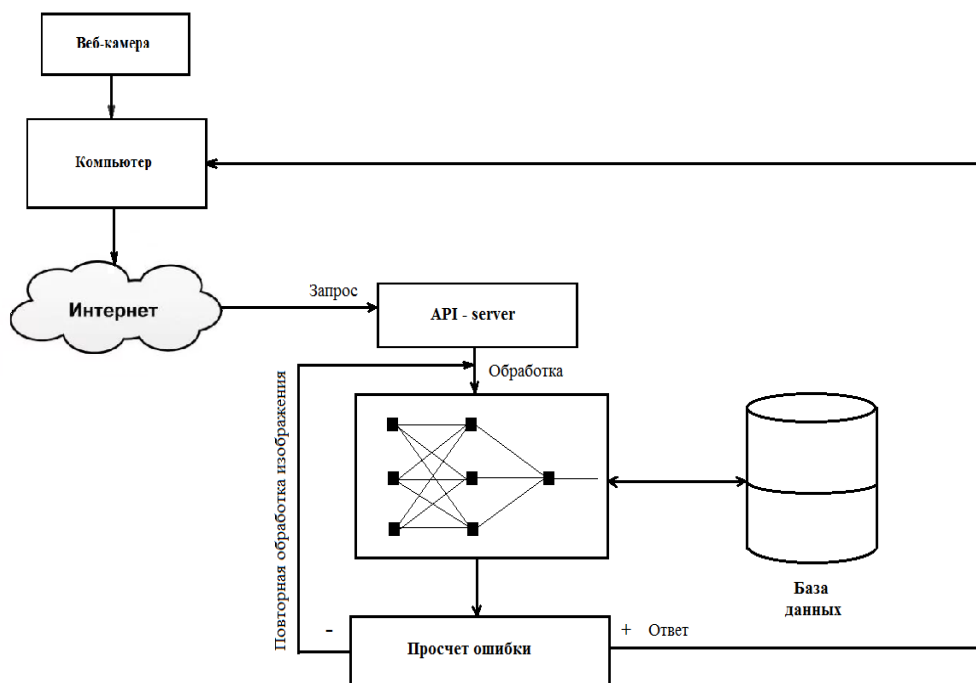 Веб-камера
Компьютер
Интернет
Запрос
API - server
Обработка
Повторная обработка изображения
База
данных
-
Просчет ошибки
+ Ответ